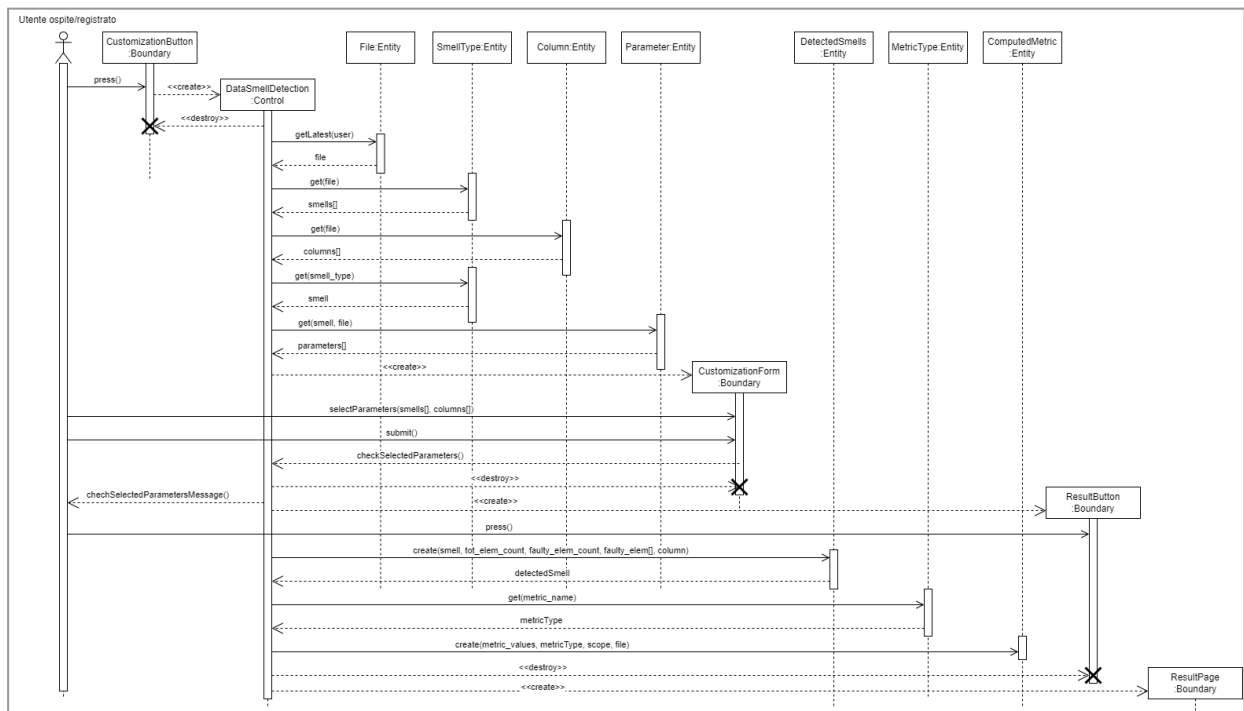 Utente ospite/registrato
CustomizationButton
:Boundary
File:Entity
SmellType:Entity
Column:Entity
Parameter:Entity
DetectedSmells
:Entity
MetricType:Entity
ComputedMetric
:Entity
press()
<<create>>
DataSmellDetection
:Control
<<destroy>>
getLatest(user)
file
get(file)
smells[]
get(file)
columns[]
get(smell_type)
smell
get(smell, file)
parameters[]
<<create>>
CustomizationForm
:Boundary
selectParameters(smells[], columns[])
submit()
checkSelectedParameters()
<<destroy>>
chechSelectedParametersMessage()
<<create>>
ResultButton
:Boundary
press()
create(smell, tot_elem_count, faulty_elem_count, faulty_elem[], column)
detectedSmell
get(metric_name)
metricType
create(metric_values, metricType, scope, file)
<<destroy>>
<<create>>
ResultPage
:Boundary